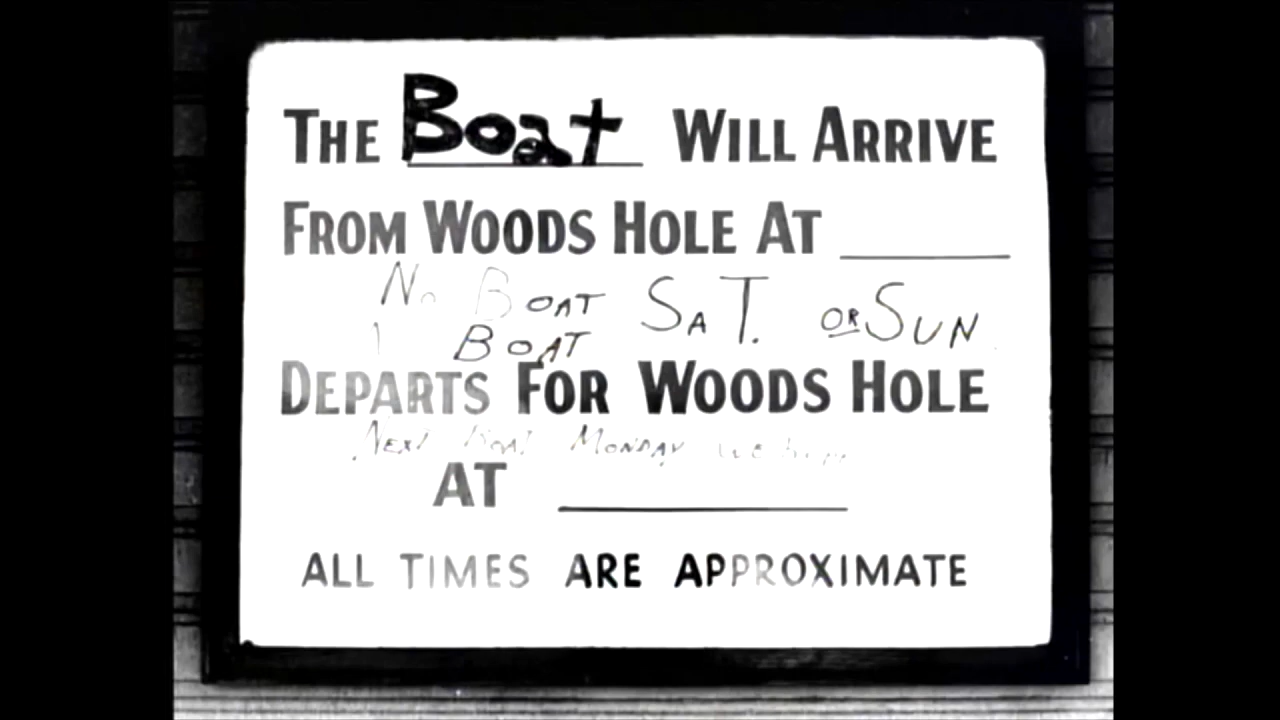 THE Boat WILL ARRIVE
FROM WOODS HOLE AT
No BOAT SAT. OR SUN
BOAT
DEPARTS FOR WOODS HOLE
NEXT BOAT MONDAY
AT
ALL TIMES ARE APPROXIMATE